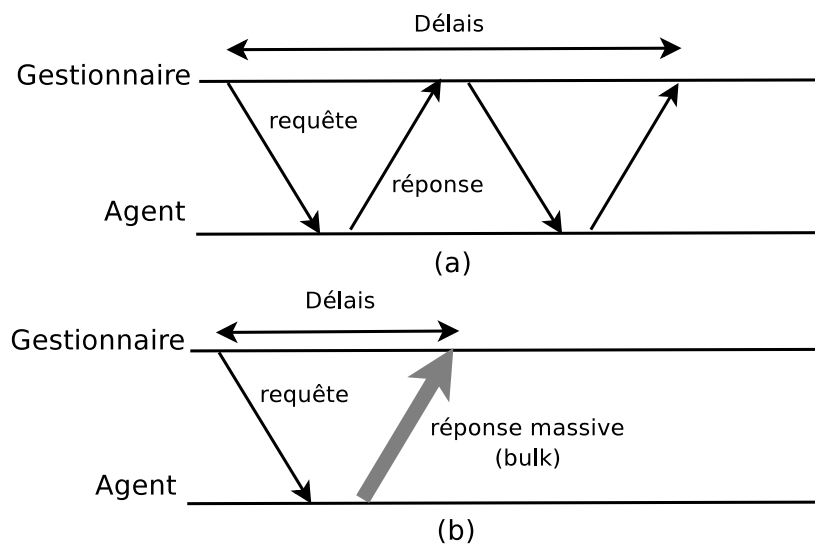 Délais
Gestionnaire
requête
réponse
Agent
(a)
Délais
Gestionnaire
requête
réponse massive
(bulk)
Agent
(b)